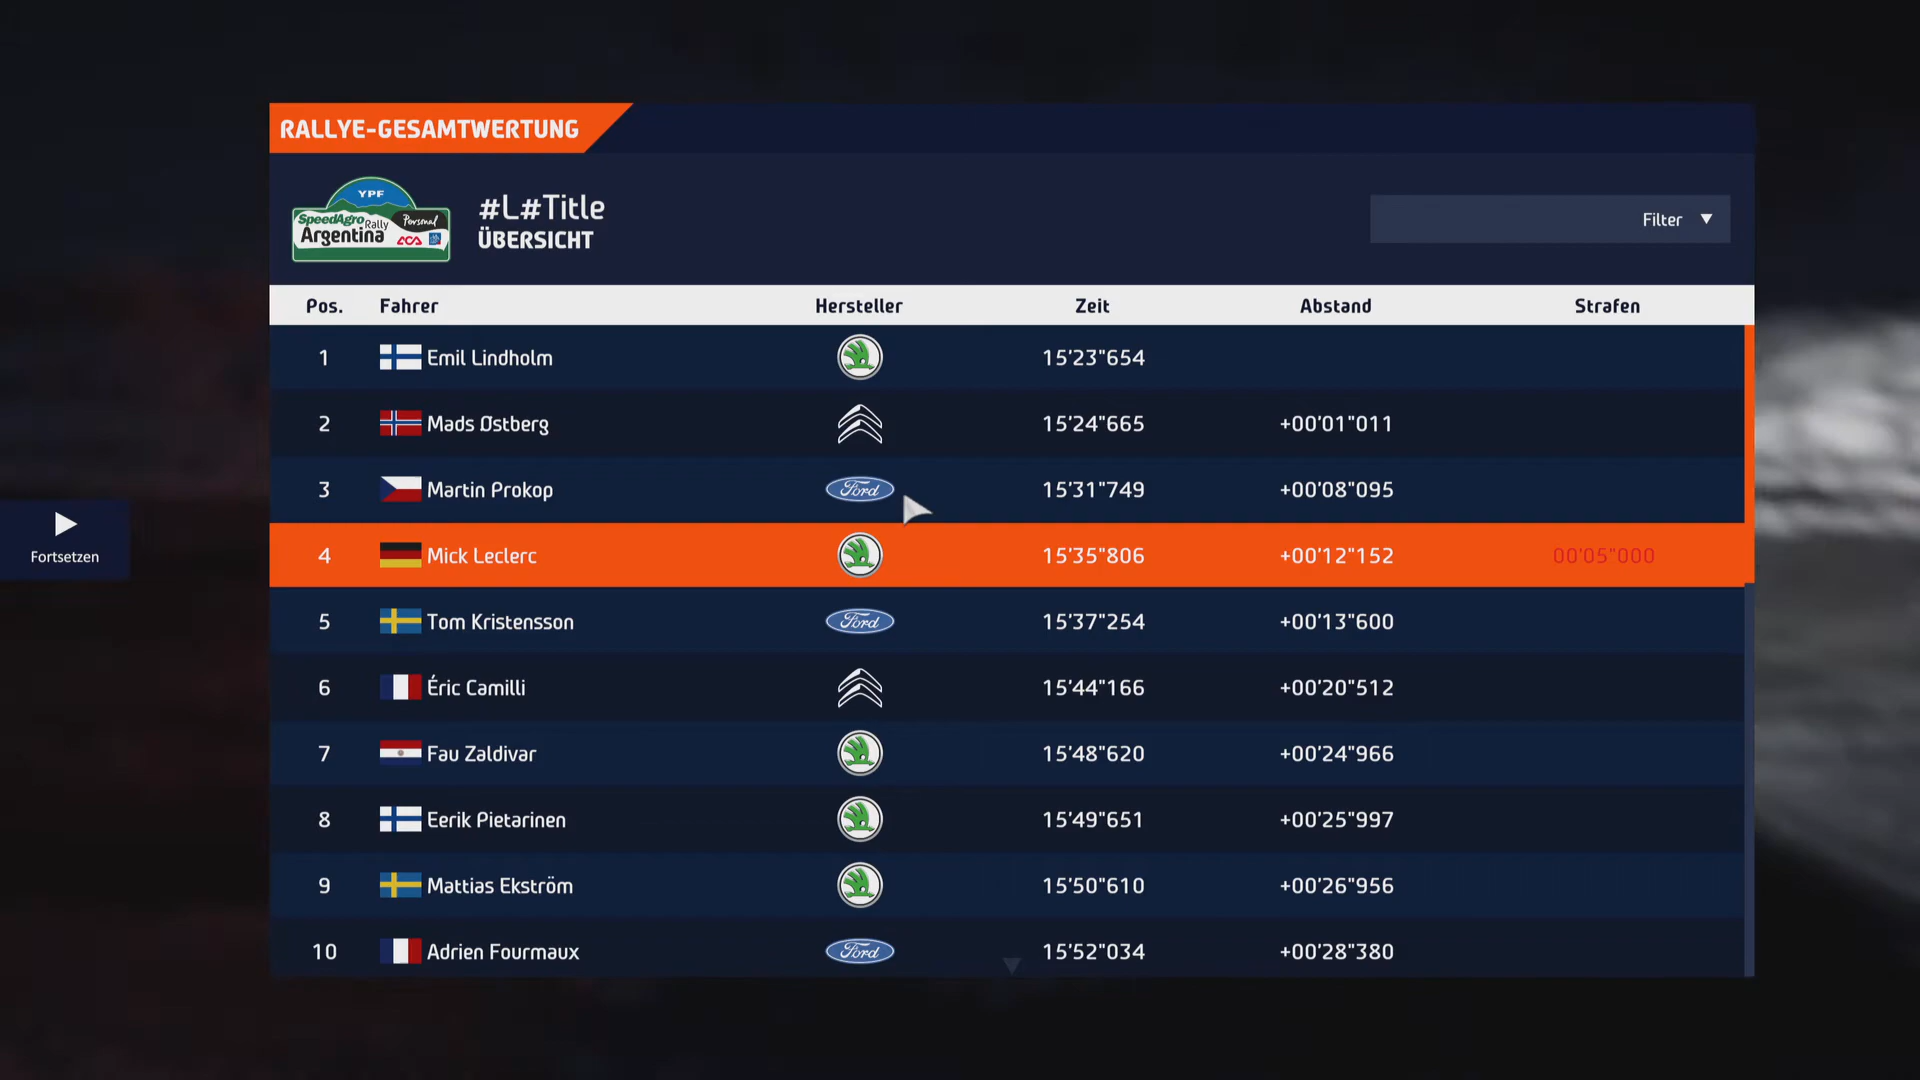 RALLYE-GESAMTWERTUNG
YPF
SpeedAgro Rally Personal
Argentina ACA
#L#Title
ÜBERSICHT
Filter
Pos. Fahrer Hersteller Zeit Abstand Strafen
1 Emil Lindholm 15'23"654
2 Mads Østberg 15'24"665 +00'01"011
3 Martin Prokop Ford 15'31"749 +00'08"095
4 Mick Leclerc 15'35"806 +00'12"152 00'05"000
5 Tom Kristensson Ford 15'37"254 +00'13"600
6 Éric Camilli 15'44"166 +00'20"512
7 Fau Zaldivar 15'48"620 +00'24"966
8 Eerik Pietarinen 15'49"651 +00'25"997
9 Mattias Ekström 15'50"610 +00'26"956
10 Adrien Fourmaux Ford 15'52"034 +00'28"380
Fortsetzen